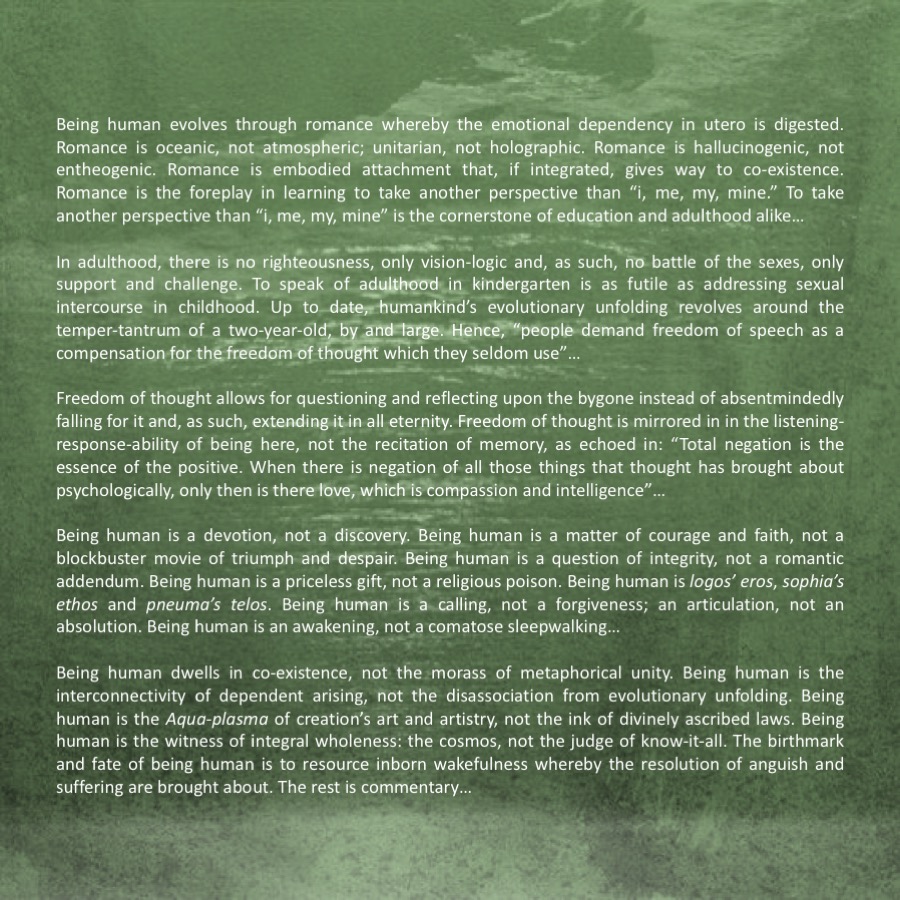 Being human evolves through romance whereby the emotional dependency in utero is digested.
Romance is oceanic, not atmospheric; unitarian, not holographic. Romance is hallucinogenic, not
entheogenic. Romance is embodied attachment that, if integrated, gives way to co-existence.
Romance is the foreplay in learning to take another perspective than “i, me, my, mine.” To take
another perspective than “i, me, my, mine” is the cornerstone of education and adulthood alike…
In adulthood, there is no righteousness, only vision-logic and, as such, no battle of the sexes, only
support and challenge. To speak of adulthood in kindergarten is as futile as addressing sexual
intercourse in childhood. Up to date, humankind’s evolutionary unfolding revolves around the
temper-tantrum of a two-year-old, by and large. Hence, “people demand freedom of speech as a
compensation for the freedom of thought which they seldom use”…
Freedom of thought allows for questioning and reflecting upon the bygone instead of absentmindedly
falling for it and, as such, extending it in all eternity. Freedom of thought is mirrored in in the listening-
response-ability of being here, not the recitation of memory, as echoed in: “Total negation is the
essence of the positive. When there is negation of all those things that thought has brought about
psychologically, only then is there love, which is compassion and intelligence”…
Being human is a devotion, not a discovery. Being human is a matter of courage and faith, not a
blockbuster movie of triumph and despair. Being human is a question of integrity, not a romantic
addendum. Being human is a priceless gift, not a religious poison. Being human is logos’ eros, sophia’s
ethos and pneuma’s telos. Being human is a calling, not a forgiveness; an articulation, not an
absolution. Being human is an awakening, not a comatose sleepwalking…
Being human dwells in co-existence, not the morass of metaphorical unity. Being human is the
interconnectivity of dependent arising, not the disassociation from evolutionary unfolding. Being
human is the Aqua-plasma of creation’s art and artistry, not the ink of divinely ascribed laws. Being
human is the witness of integral wholeness: the cosmos, not the judge of know-it-all. The birthmark
and fate of being human is to resource inborn wakefulness whereby the resolution of anguish and
suffering are brought about. The rest is commentary…